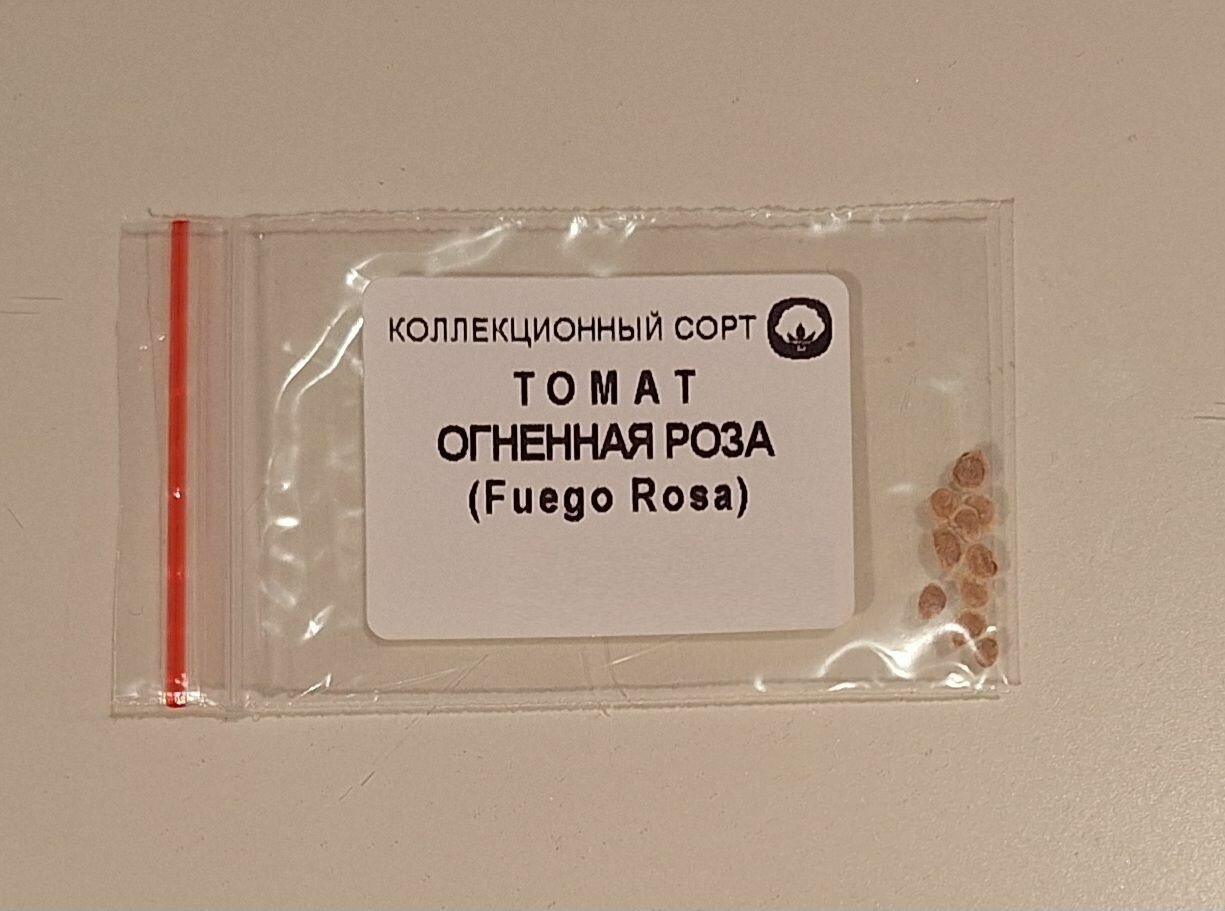 КОЛЛЕКЦИОННЫЙ СОРТ
ТОМАТ
ОГНЕННАЯ РОЗА
(Fuego Rosa)